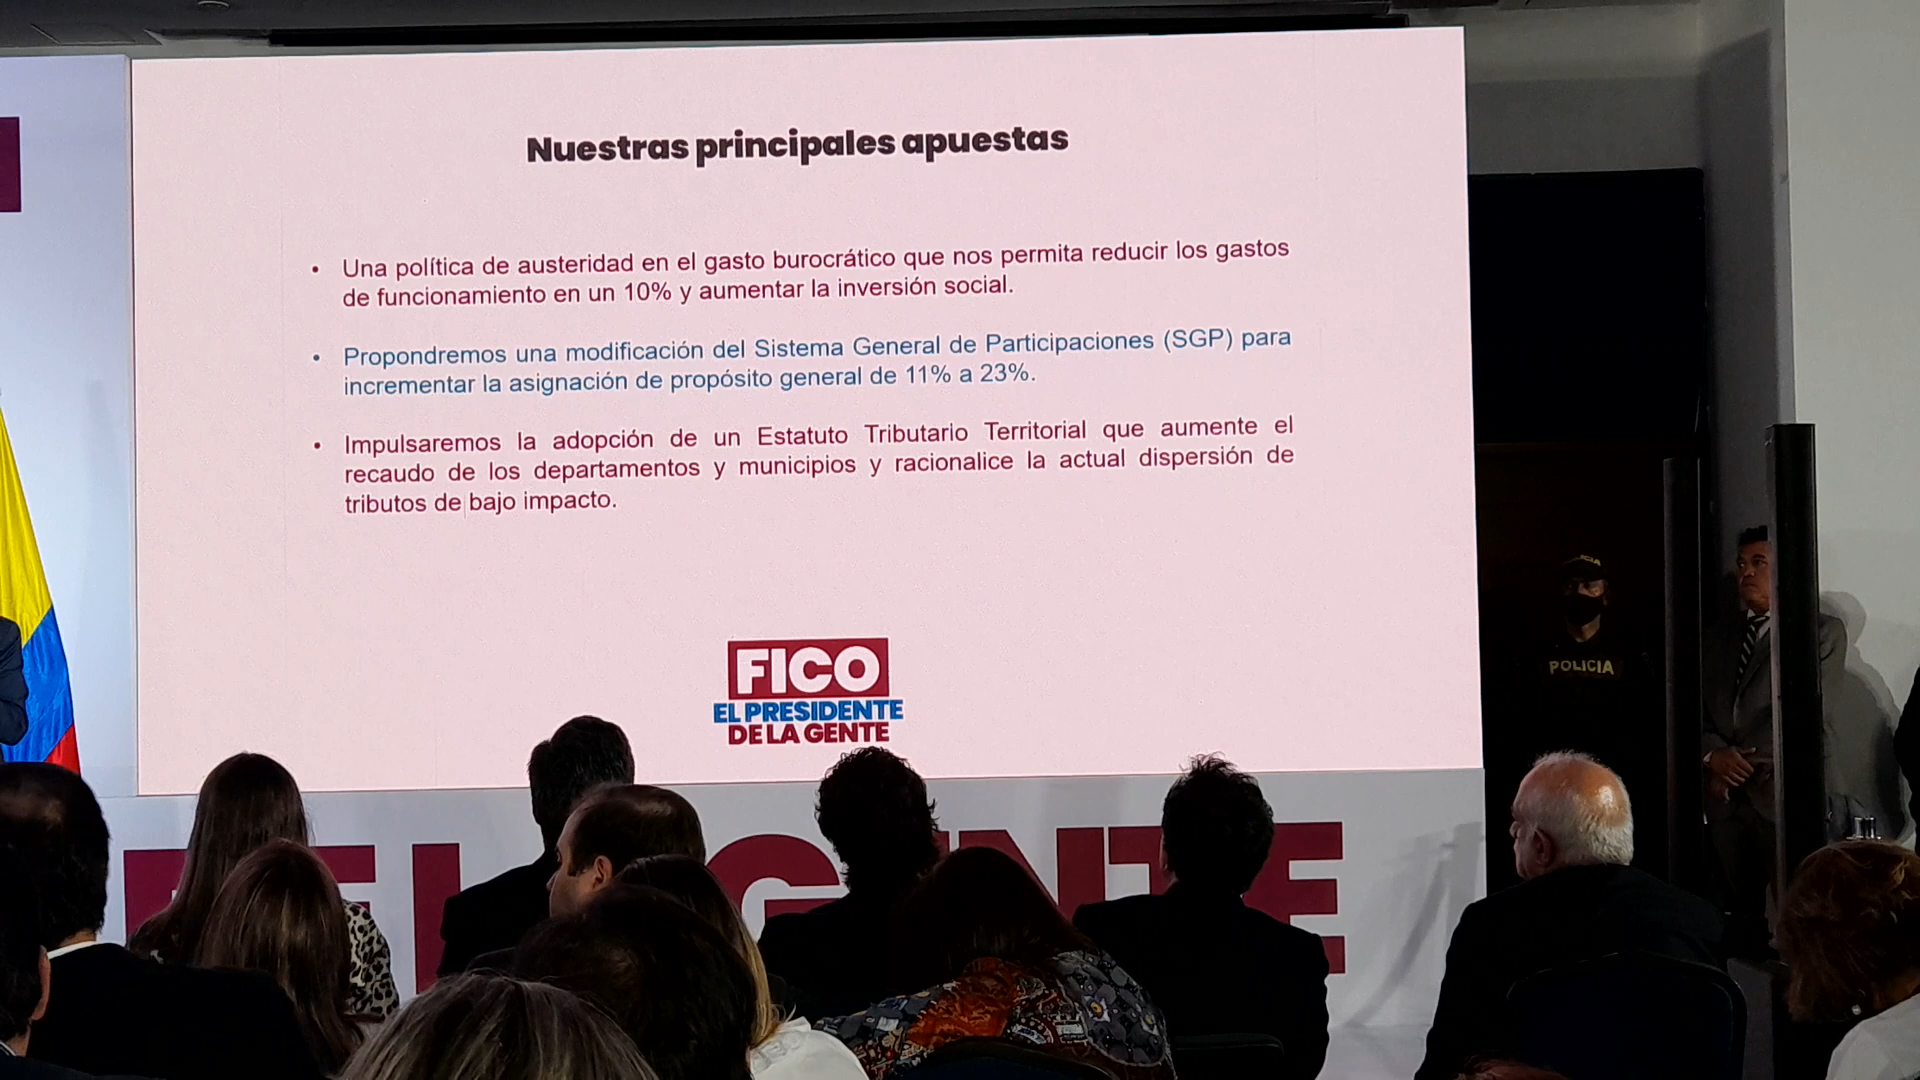 Nuestras principales apuestas
• Una política de austeridad en el gasto burocrático que nos permita reducir los gastos
de funcionamiento en un 10% y aumentar la inversión social.
• Propondremos una modificación del Sistema General de Participaciones (SGP) para
incrementar la asignación de propósito general de 11% a 23%.
• Impulsaremos la adopción de un Estatuto Tributario Territorial que aumente el
recaudo de los departamentos y municipios y racionalice la actual dispersión de
tributos de bajo impacto.
FICO
EL PRESIDENTE
DE LA GENTE
POLICIA